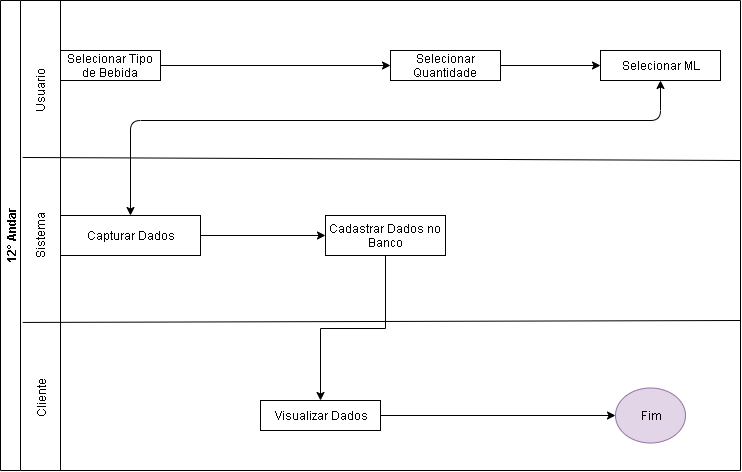 12° Andar
Usuario
Selecionar Tipo
de Bebida
Selecionar
Quantidade
Selecionar ML
Sistema
Capturar Dados
Cadastrar Dados no
Banco
Cliente
Visualizar Dados
Fim